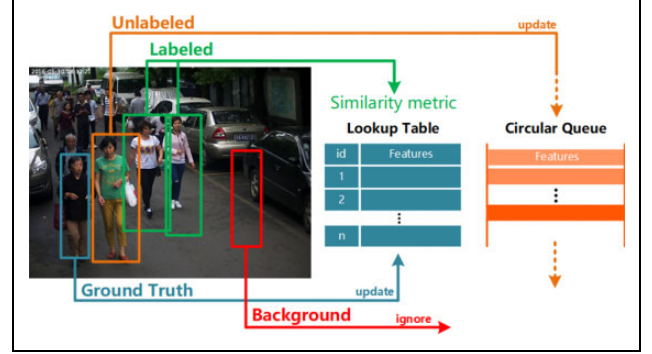 Unlabeled
update
Labeled
Similarity metric
Lookup Table
Circular Queue
id Features
Features
1
2
n
Ground Truth
update
Background
ignore